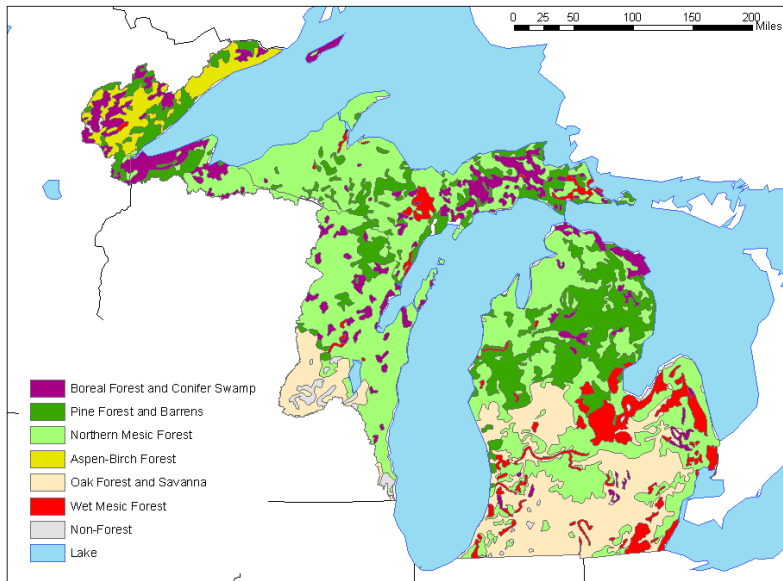 0 25 50 100 150 200
Miles
Boreal Forest and Conifer Swamp
Pine Forest and Barrens
Northern Mesic Forest
Aspen-Birch Forest
Oak Forest and Savanna
Wet Mesic Forest
Non-Forest
Lake